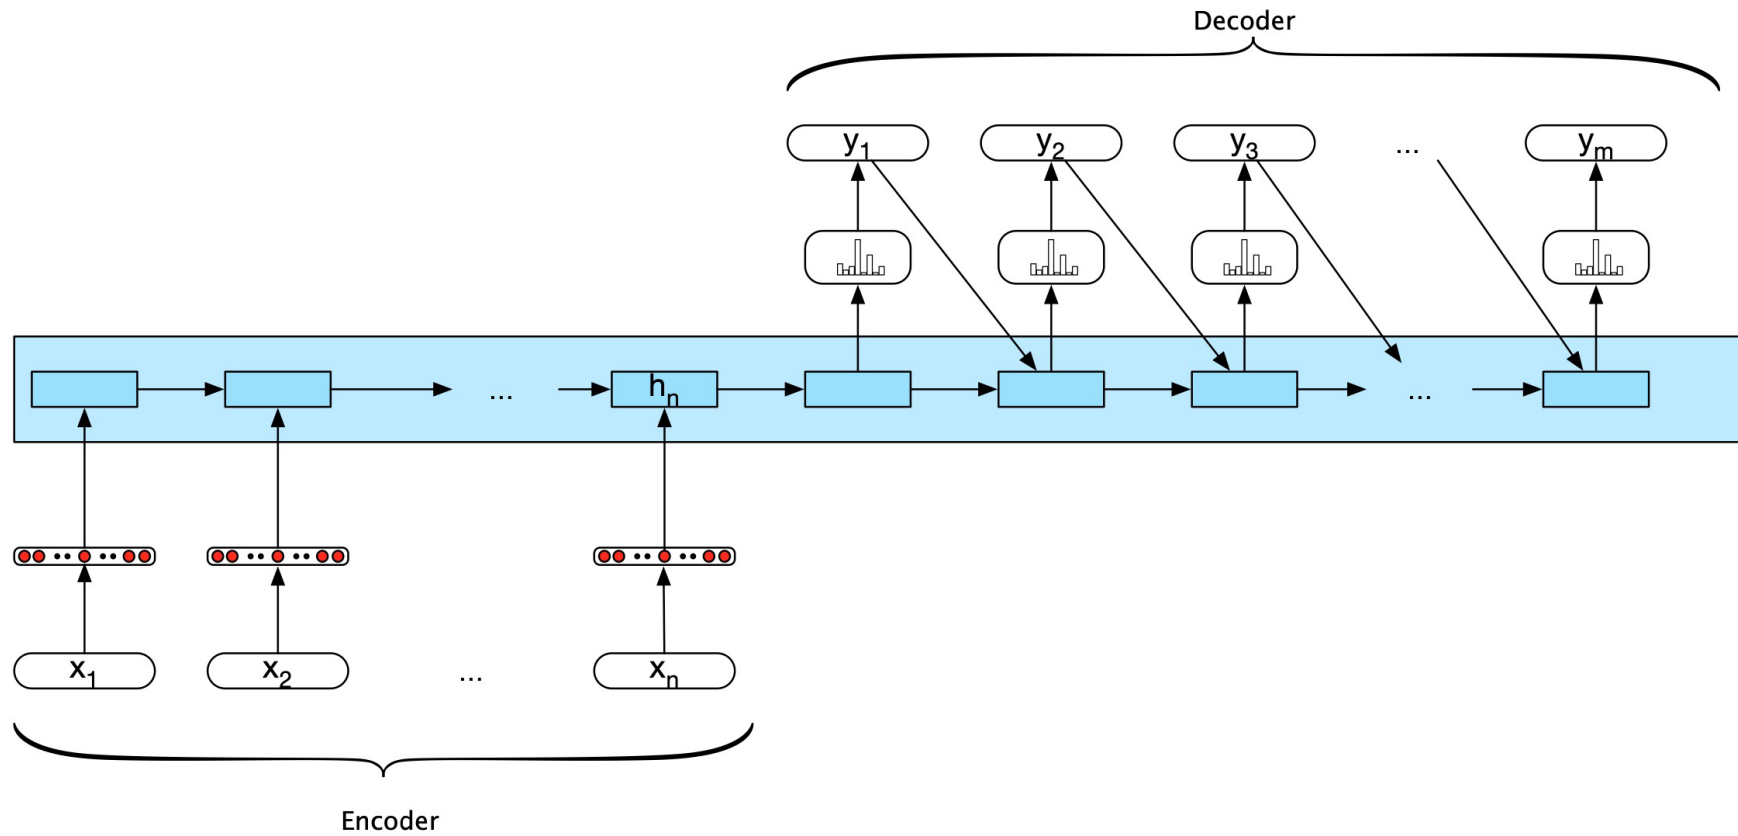 Decoder
y1 y2 y3 ... ym
... hn ...
x1 x2 ... xn
Encoder